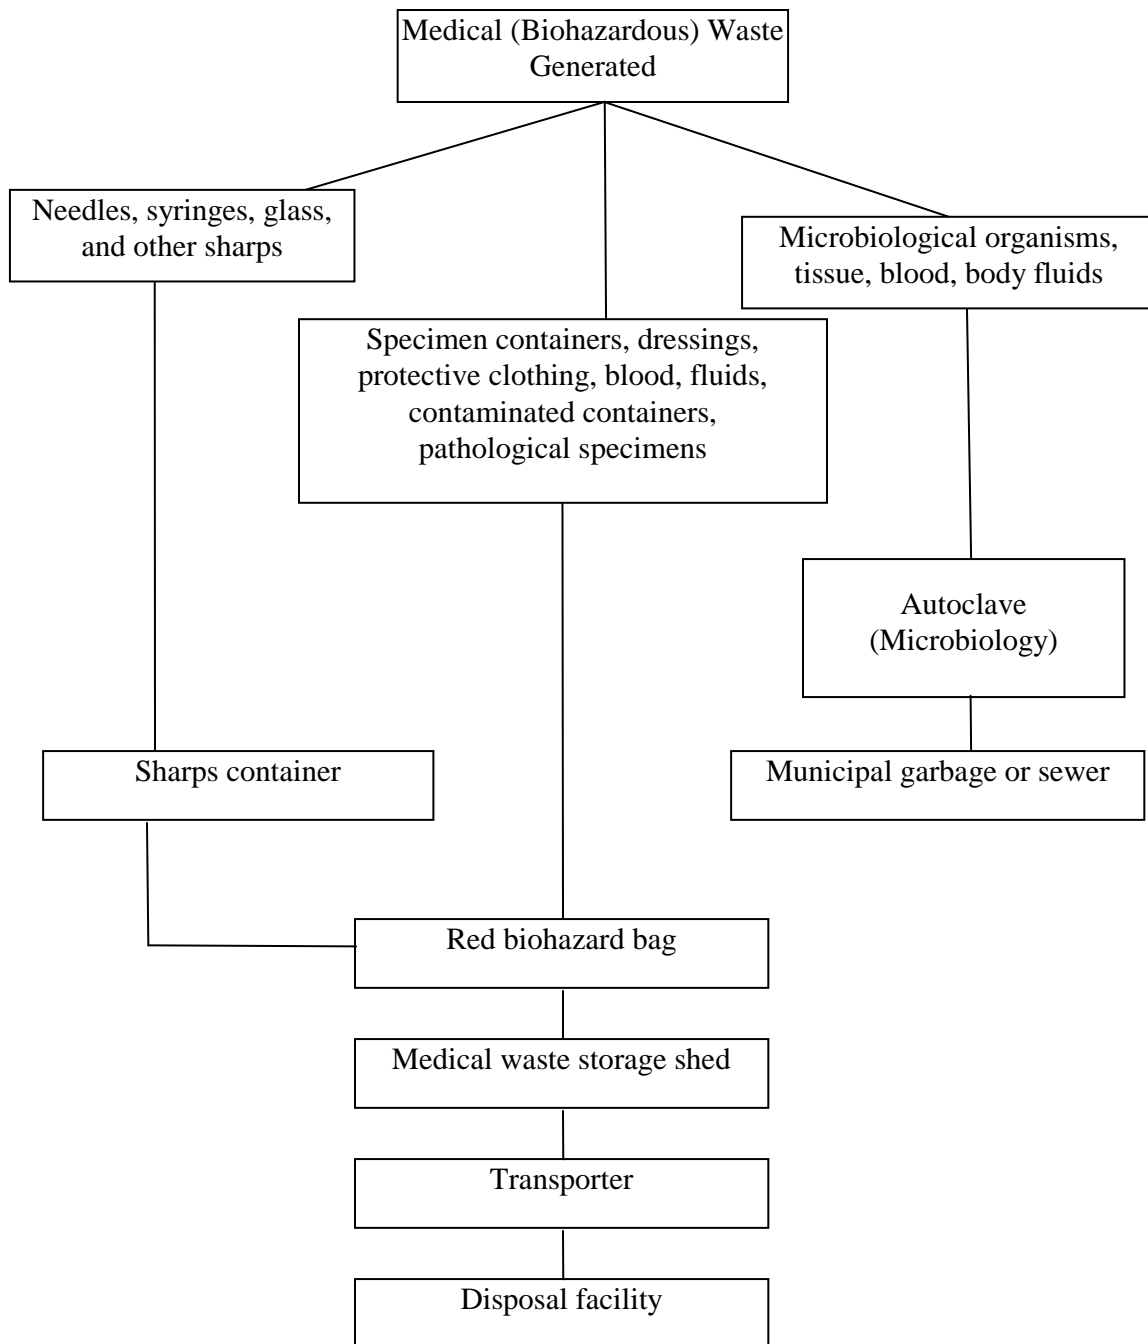 Medical (Biohazardous) Waste
Generated
Needles, syringes, glass,
and other sharps
Microbiological organisms,
tissue, blood, body fluids
Specimen containers, dressings,
protective clothing, blood, fluids,
contaminated containers,
pathological specimens
Autoclave
(Microbiology)
Sharps container
Municipal garbage or sewer
Red biohazard bag
Medical waste storage shed
Transporter
Disposal facility